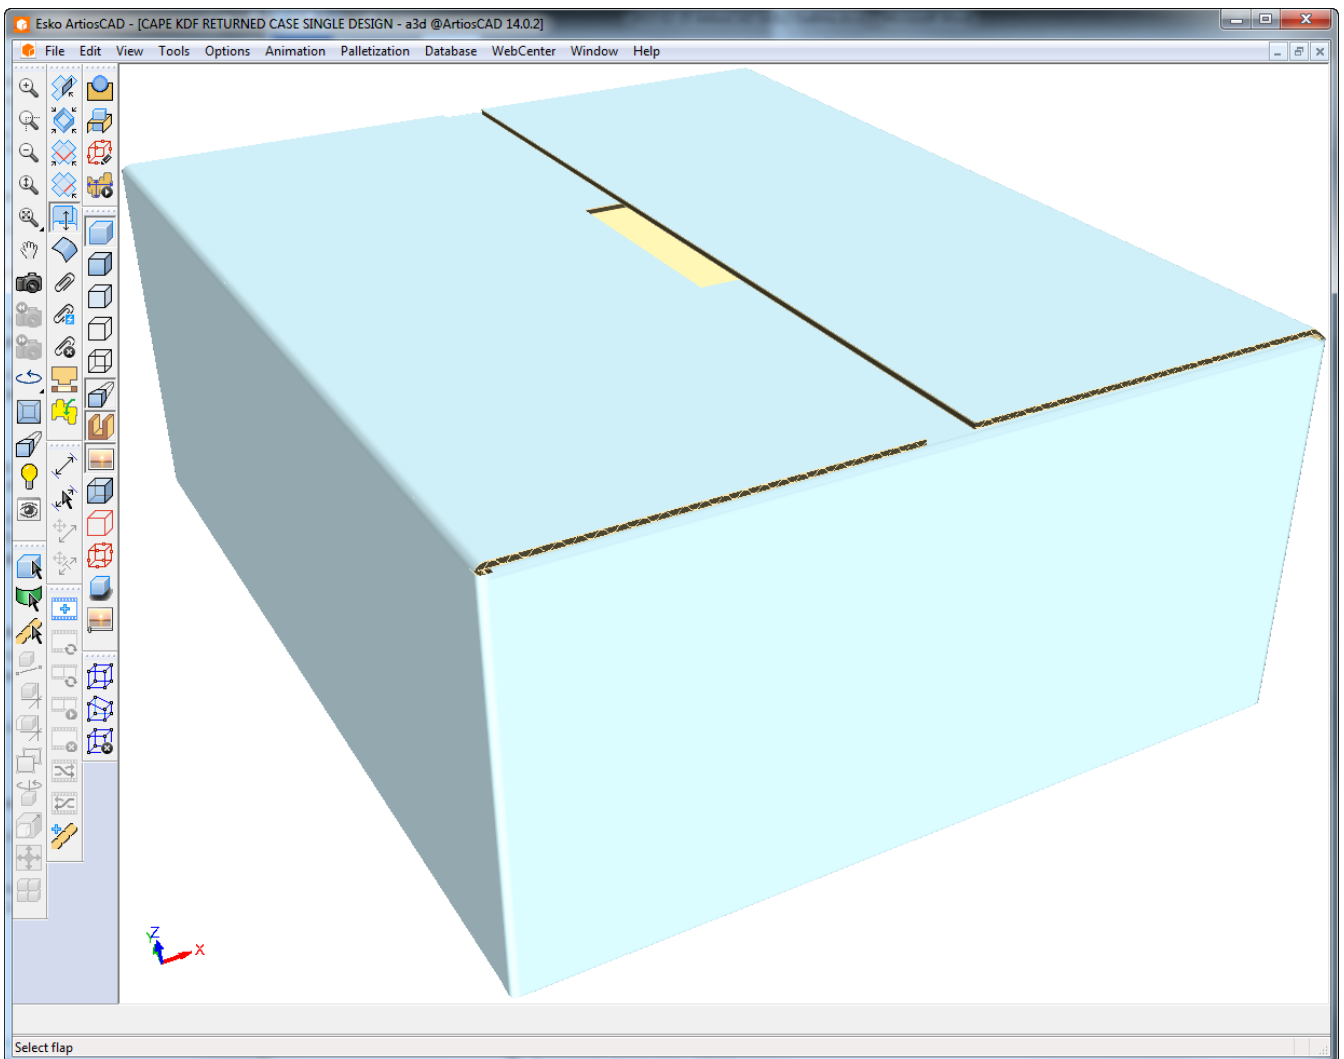 Esko ArtiosCAD - [CAPE KDF RETURNED CASE SINGLE DESIGN - a3d @ArtiosCAD 14.0.2]
File Edit View Tools Options Animation Palletization Database WebCenter Window Help
Z
Y
X
Select flap